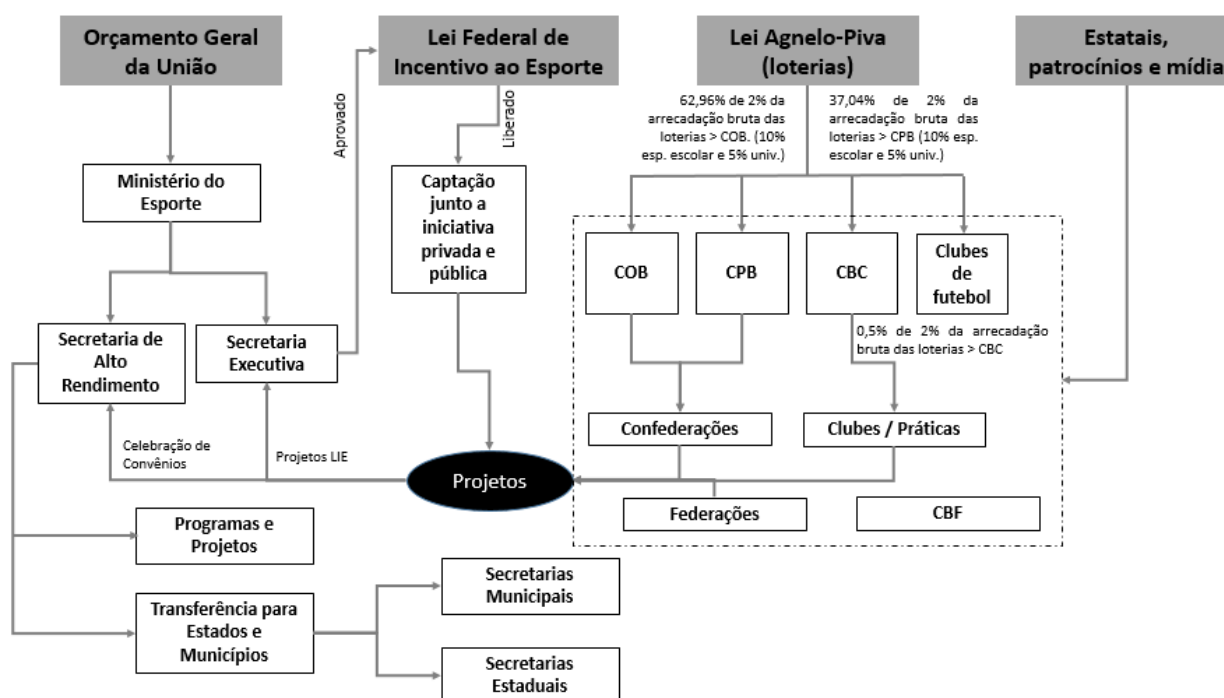 Orçamento Geral
da União
Lei Federal de
Incentivo ao Esporte
Lei Agnelo-Piva
(loterias)
Estatais,
patrocínios e mídia
Aprovado
Liberado
62,96% de 2% da
arrecadação bruta das
loterias > COB. (10%
esp. escolar e 5% univ.)
37,04% de 2% da
arrecadação bruta das
loterias > CPB (10% esp.
escolar e 5% univ.)
Ministério do
Esporte
Captação
junto a
iniciativa
privada e
pública
COB
CPB
CBC
Clubes
de
futebol
Secretaria de
Alto
Rendimento
Secretaria
Executiva
0,5% de 2% da arrecadação
bruta das loterias > CBC
Confederações
Clubes / Práticas
Celebração de
Convênios
Projetos LIE
Projetos
Federações
CBF
Programas e
Projetos
Transferência para
Estados e
Municípios
Secretarias
Municipais
Secretarias
Estaduais